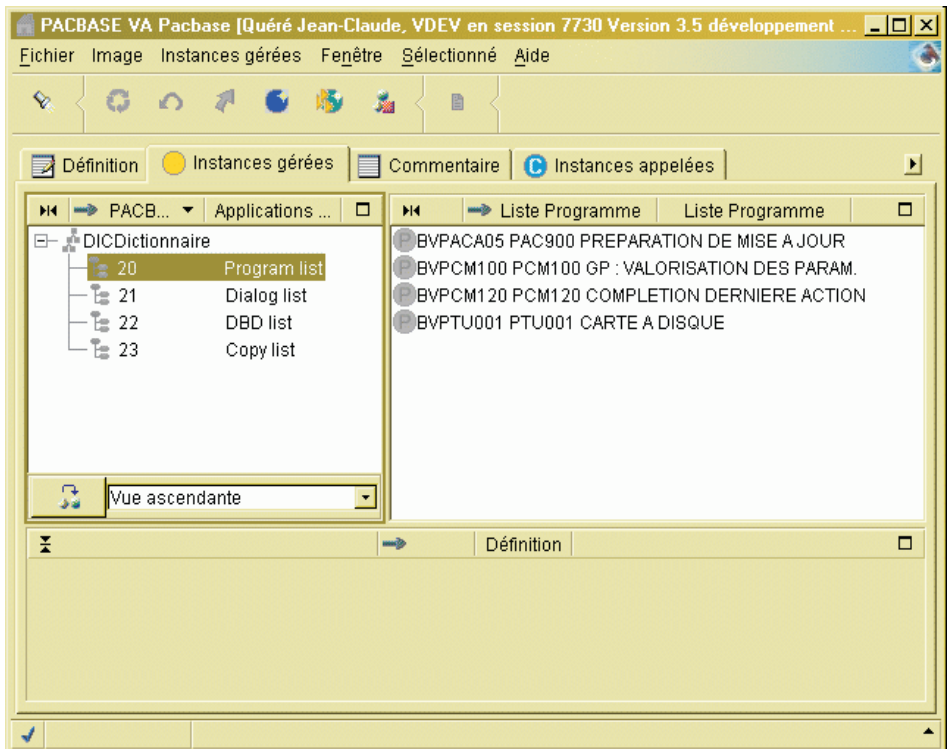 PACBASE VA Pacbase [Quéré Jean-Claude, VDEV en session 7730 Version 3.5 développement ...
Fichier Image Instances gérées Fenêtre Sélectionné Aide
Définition Instances gérées Commentaire C Instances appelées
PACB... Applications ... Liste Programme Liste Programme
DICDictionnaire
20 Program list
21 Dialog list
22 DBD list
23 Copy list
P BVPACA05 PAC900 PREPARATION DE MISE A JOUR
P BVPCM100 PCM100 GP : VALORISATION DES PARAM.
P BVPCM120 PCM120 COMPLETION DERNIERE ACTION
P BVPTU001 PTU001 CARTE A DISQUE
Vue ascendante
Définition